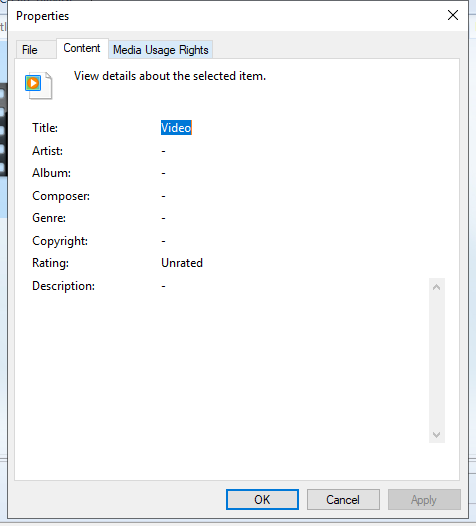 Properties
File
Content
Media Usage Rights
View details about the selected item.
Title: Video
Artist: -
Album: -
Composer: -
Genre: -
Copyright: -
Rating: Unrated
Description: -
OK
Cancel
Apply